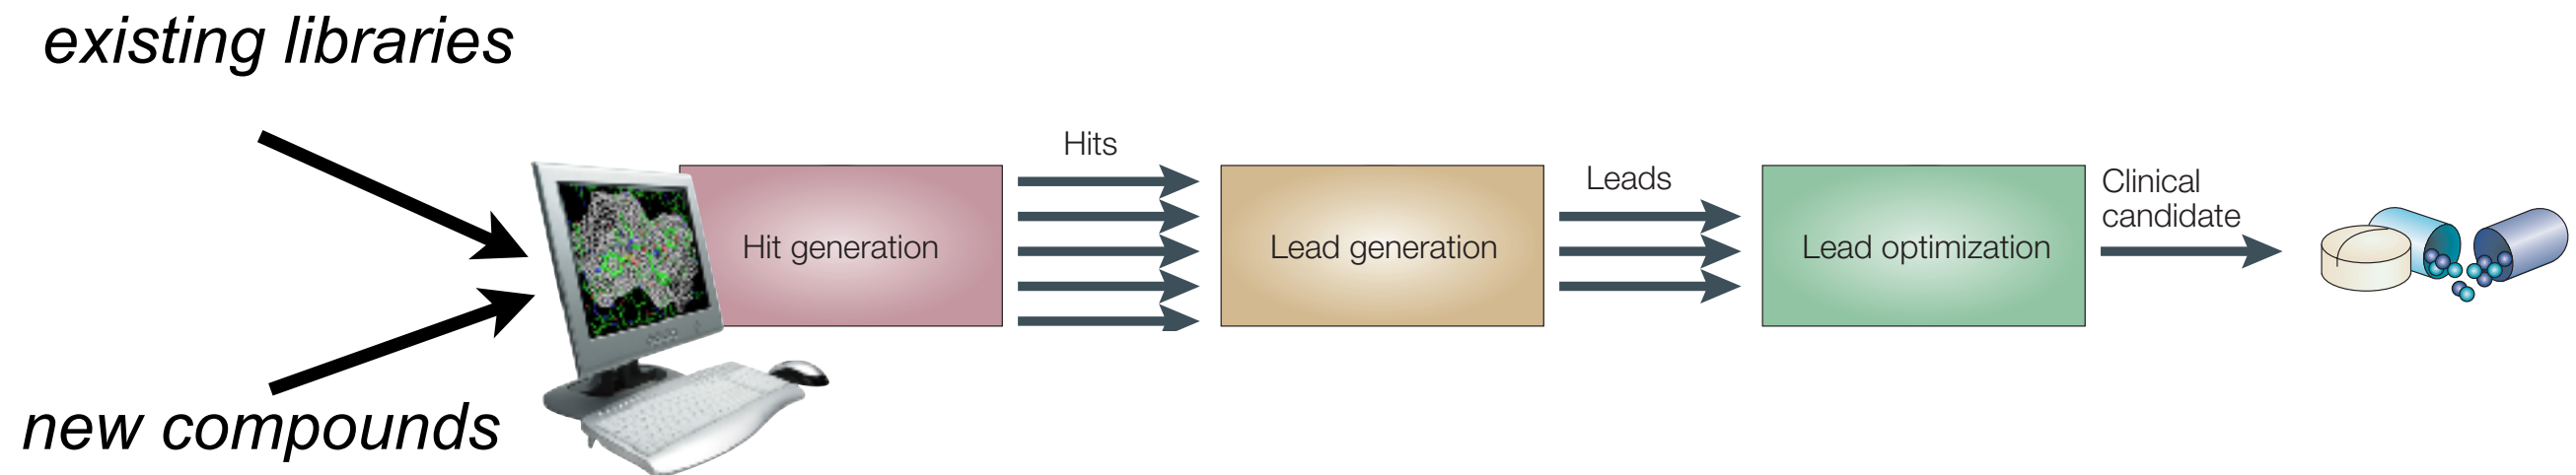 existing libraries
new compounds
Hit generation
Hits
Lead generation
Leads
Lead optimization
Clinical
candidate